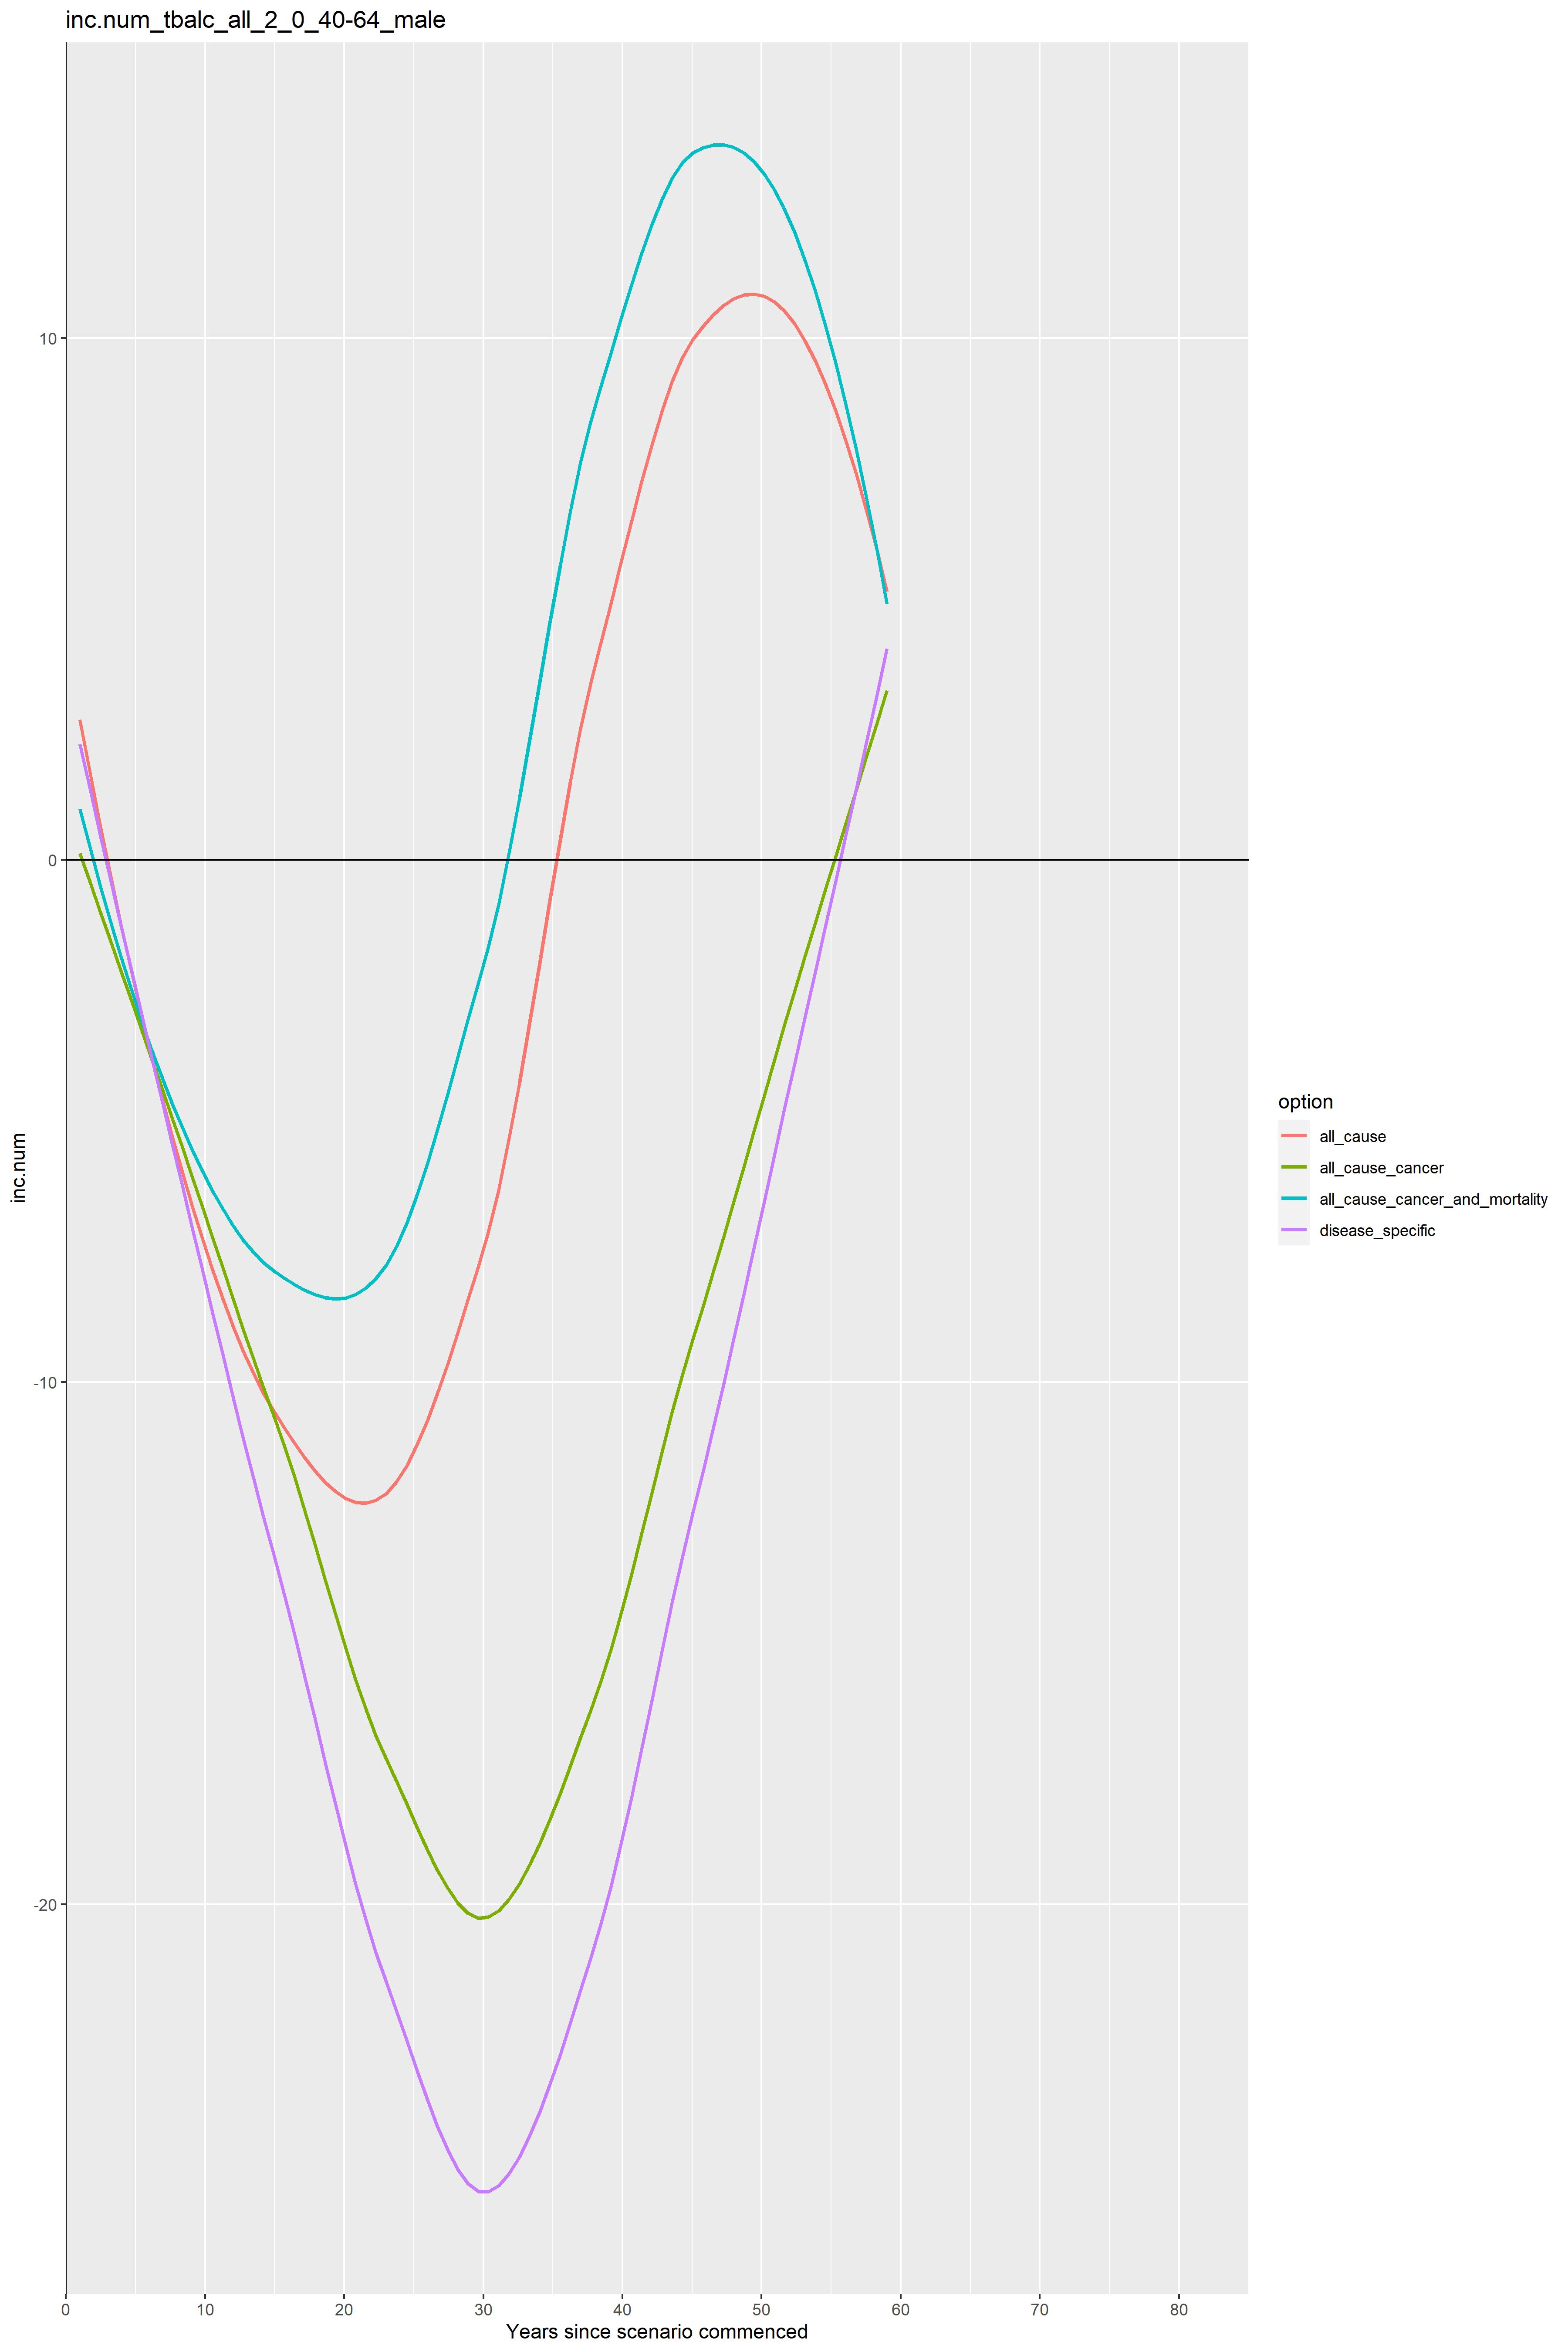 inc.num_tbalc_all_2_0_40-64_male
10
0
-10
-20
inc.num
0 10 20 30 40 50 60 70 80
Years since scenario commenced
option
all_cause
all_cause_cancer
all_cause_cancer_and_mortality
disease_specific